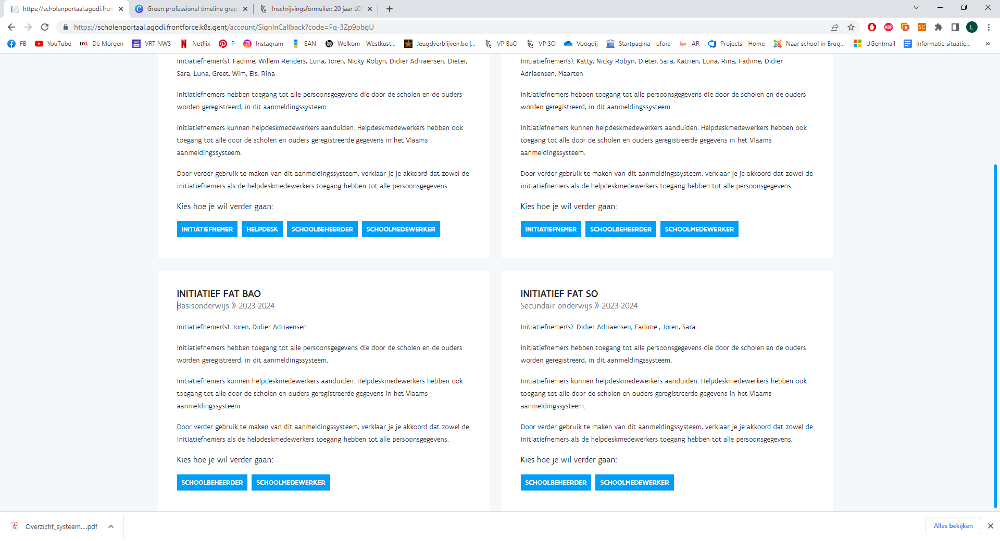 https://scholenportaal.agodi.fron
Green professional timeline grap
Inschrijvingsformulier: 20 jaar LO
https://scholenportaal.agodi.frontforce.k8s.gent/account/SignInCallback?code=Fq-3Zp9pbgU
ABP
SC
L
FB
YouTube
DM.
De Morgen
VRT NWS
Netflix
P
Instagram
SAN
Welkom - Westkust...
Jeugdverblijven.be |...
VP BaO
VP SO
Voogdij
Startpagina - ufora
AR
Projects - Home
Naar school in Brug...
UGentmail
Informatie situatie...
»
Initiatiefnemer(s): Fadime, Willem Renders, Luna, Joren, Nicky Robyn, Didier Adriaensen, Dieter,
Sara, Luna, Greet, Wim, Els, Rina
Initiatiefnemers hebben toegang tot alle persoonsgegevens die door de scholen en de ouders
worden geregistreerd, in dit aanmeldingssysteem.
Initiatiefnemers kunnen helpdeskmedewerkers aanduiden. Helpdeskmedewerkers hebben ook
toegang tot alle door de scholen en ouders geregistreerde gegevens in het Vlaams
aanmeldingssysteem.
Door verder gebruik te maken van dit aanmeldingssysteem, verklaar je je akkoord dat zowel de
initiatiefnemers als de helpdeskmedewerkers toegang hebben tot alle persoonsgegevens.
Kies hoe je wil verder gaan:
INITIATIEFNEMER
HELPDESK
SCHOOLBEHEERDER
SCHOOLMEDEWERKER
Initiatiefnemer(s): Katty, Nicky Robyn, Dieter, Sara, Katrien, Luna, Rina, Fadime, Didier
Adriaensen, Maarten
Initiatiefnemers hebben toegang tot alle persoonsgegevens die door de scholen en de ouders
worden geregistreerd, in dit aanmeldingssysteem.
Initiatiefnemers kunnen helpdeskmedewerkers aanduiden. Helpdeskmedewerkers hebben ook
toegang tot alle door de scholen en ouders geregistreerde gegevens in het Vlaams
aanmeldingssysteem.
Door verder gebruik te maken van dit aanmeldingssysteem, verklaar je je akkoord dat zowel de
initiatiefnemers als de helpdeskmedewerkers toegang hebben tot alle persoonsgegevens.
Kies hoe je wil verder gaan:
INITIATIEFNEMER
SCHOOLBEHEERDER
SCHOOLMEDEWERKER
INITIATIEF FAT BAO
Basisonderwijs » 2023-2024
Initiatiefnemer(s): Joren, Didier Adriaensen
Initiatiefnemers hebben toegang tot alle persoonsgegevens die door de scholen en de ouders
worden geregistreerd, in dit aanmeldingssysteem.
Initiatiefnemers kunnen helpdeskmedewerkers aanduiden. Helpdeskmedewerkers hebben ook
toegang tot alle door de scholen en ouders geregistreerde gegevens in het Vlaams
aanmeldingssysteem.
Door verder gebruik te maken van dit aanmeldingssysteem, verklaar je je akkoord dat zowel de
initiatiefnemers als de helpdeskmedewerkers toegang hebben tot alle persoonsgegevens.
Kies hoe je wil verder gaan:
SCHOOLBEHEERDER
SCHOOLMEDEWERKER
INITIATIEF FAT SO
Secundair onderwijs » 2023-2024
Initiatiefnemer(s): Didier Adriaensen, Fadime , Joren, Sara
Initiatiefnemers hebben toegang tot alle persoonsgegevens die door de scholen en de ouders
worden geregistreerd, in dit aanmeldingssysteem.
Initiatiefnemers kunnen helpdeskmedewerkers aanduiden. Helpdeskmedewerkers hebben ook
toegang tot alle door de scholen en ouders geregistreerde gegevens in het Vlaams
aanmeldingssysteem.
Door verder gebruik te maken van dit aanmeldingssysteem, verklaar je je akkoord dat zowel de
initiatiefnemers als de helpdeskmedewerkers toegang hebben tot alle persoonsgegevens.
Kies hoe je wil verder gaan:
SCHOOLBEHEERDER
SCHOOLMEDEWERKER
Overzicht_systeem....pdf
Alles bekijken